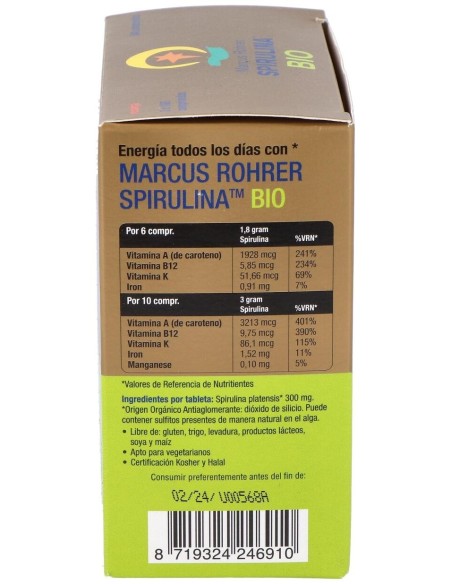 Marcus Rohrer
SPIRULINA
BIO
Energía todos los días con *
MARCUS ROHRER
SPIRULINA™ BIO
Por 6 compr. 1,8 gram Spirulina %VRN*
Vitamina A (de caroteno) 1928 mcg 241%
Vitamina B12 5,85 mcg 234%
Vitamina K 51,66 mcg 69%
Iron 0,91 mg 7%
Por 10 compr. 3 gram Spirulina %VRN*
Vitamina A (de caroteno) 3213 mcg 401%
Vitamina B12 9,75 mcg 390%
Vitamina K 86,1 mcg 115%
Iron 1,52 mg 11%
Manganese 0,10 mg 5%
*Valores de Referencia de Nutritientes
Ingredientes por tableta: Spirulina platensis* 300 mg.
*Origen Orgánico Antiaglomerante: dióxido de silicio. Puede
contener sulfitos presentes de manera natural en el alga.
• Libre de: gluten, trigo, levadura, productos lácteos,
soya y maiz
• Apto para vegetarianos
• Certificación Kosher y Halal
Consumir preferentemente antes del fin de:
02/24/ U00568A
8 719324 246910